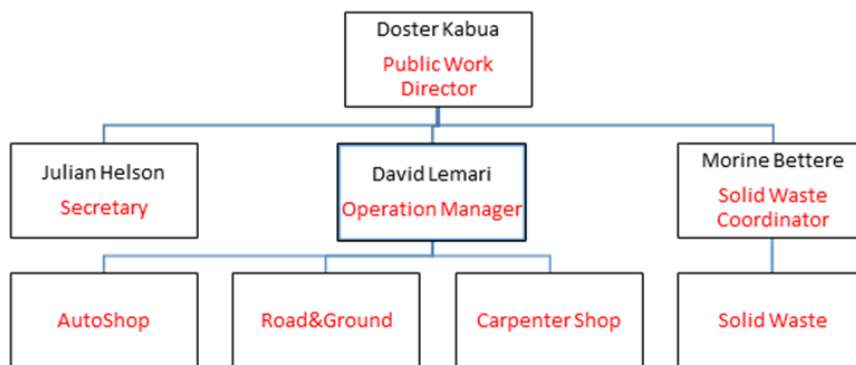 Doster Kabua
Public Work
Director
Julian Helson
Secretary
David Lemari
Operation Manager
Morine Bettere
Solid Waste
Coordinator
AutoShop
Road&Ground
Carpenter Shop
Solid Waste